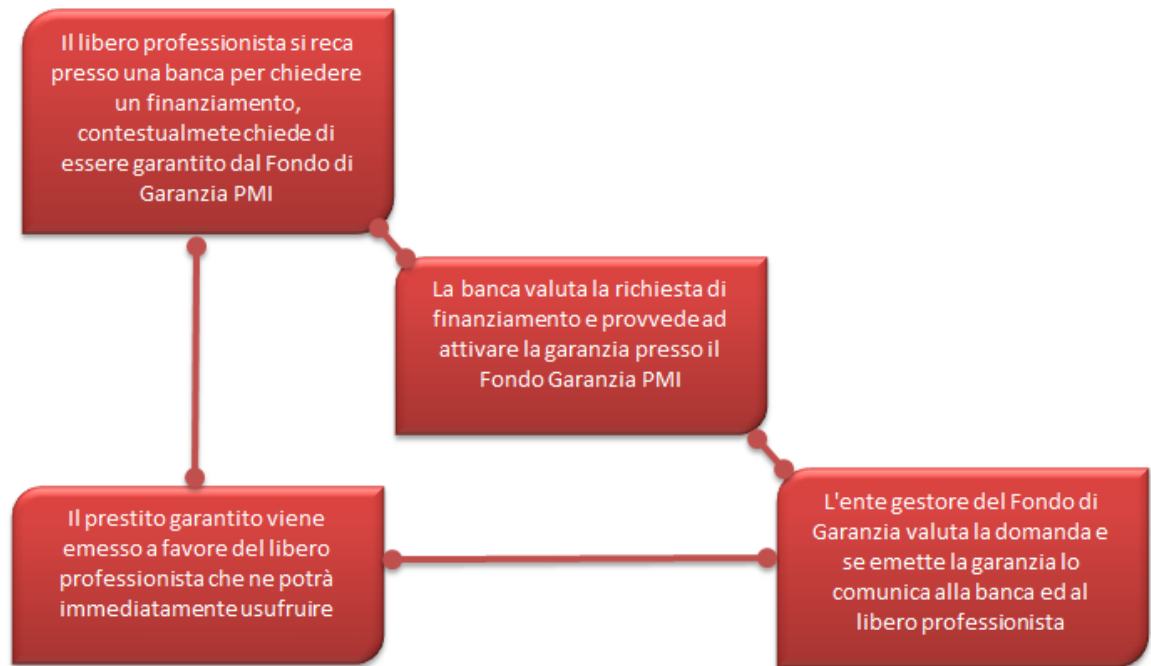 Il libero professionista si reca
presso una banca per chiedere
un finanziamento,
contestualmete chiede di
essere garantito dal Fondo di
Garanzia PMI
La banca valuta la richiesta di
finanziamento e provvede ad
attivare la garanzia presso il
Fondo Garanzia PMI
L'ente gestore del Fondo di
Garanzia valuta la domanda e
se emette la garanzia lo
comunica alla banca ed al
libero professionista
Il prestito garantito viene
emesso a favore del libero
professionista che ne potrà
immediatamente usufruire